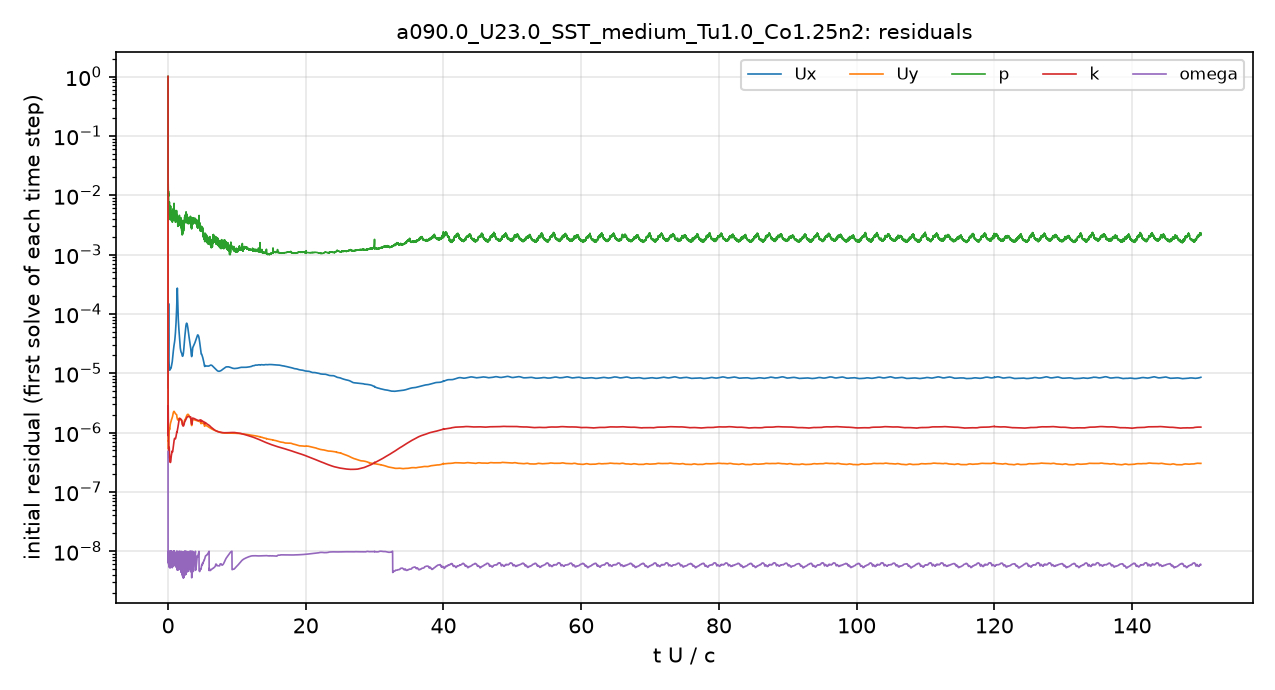 a090.0_U23.0_SST_medium_Tu1.0_Co1.25n2: residuals
Ux Uy p k omega
initial residual (first solve of each time step)
10⁰
10⁻¹
10⁻²
10⁻³
10⁻⁴
10⁻⁵
10⁻⁶
10⁻⁷
10⁻⁸
0 20 40 60 80 100 120 140
t U / c